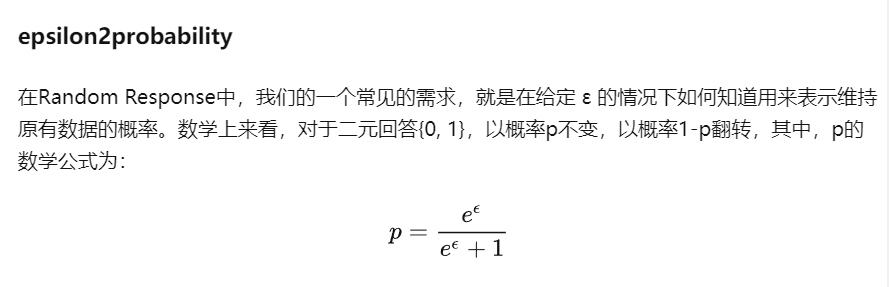 epsilon2probability
在Random Response中，我们的一个常见的需求，就是在给定 ε 的情况下如何知道用来表示维持
原有数据的概率。数学上来看，对于二元回答{0, 1}，以概率p不变，以概率1-p翻转，其中，p的
数学公式为：
p = e^ϵ / (e^ϵ + 1)